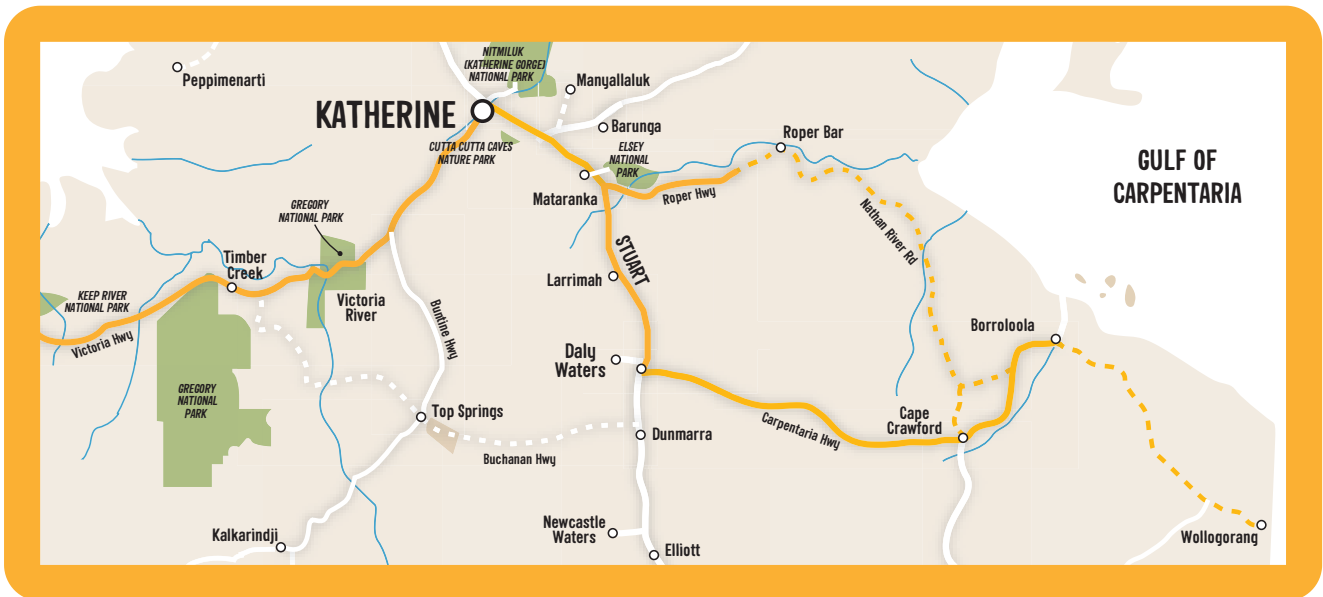 NITMILUK
(KATHERINE GORGE)
NATIONAL PARK
Peppimenarti
Manyallaluk
KATHERINE
Barunga
CUTTA CUTTA CAVES
NATURE PARK
ELSEY
NATIONAL
PARK
Roper Bar
GULF OF
CARPENTARIA
Mataranka
Roper Hwy
Nathan River Rd
GREGORY
NATIONAL PARK
STUART
Timber
Creek
Larrimah
KEEP RIVER
NATIONAL PARK
Victoria
River
Victoria Hwy
Buntine Hwy
Borroloola
Daly
Waters
GREGORY
NATIONAL
PARK
Top Springs
Cape
Crawford
Carpentaria Hwy
Dunmarra
Buchanan Hwy
Newcastle
Waters
Kalkarindji
Elliott
Wollogorang